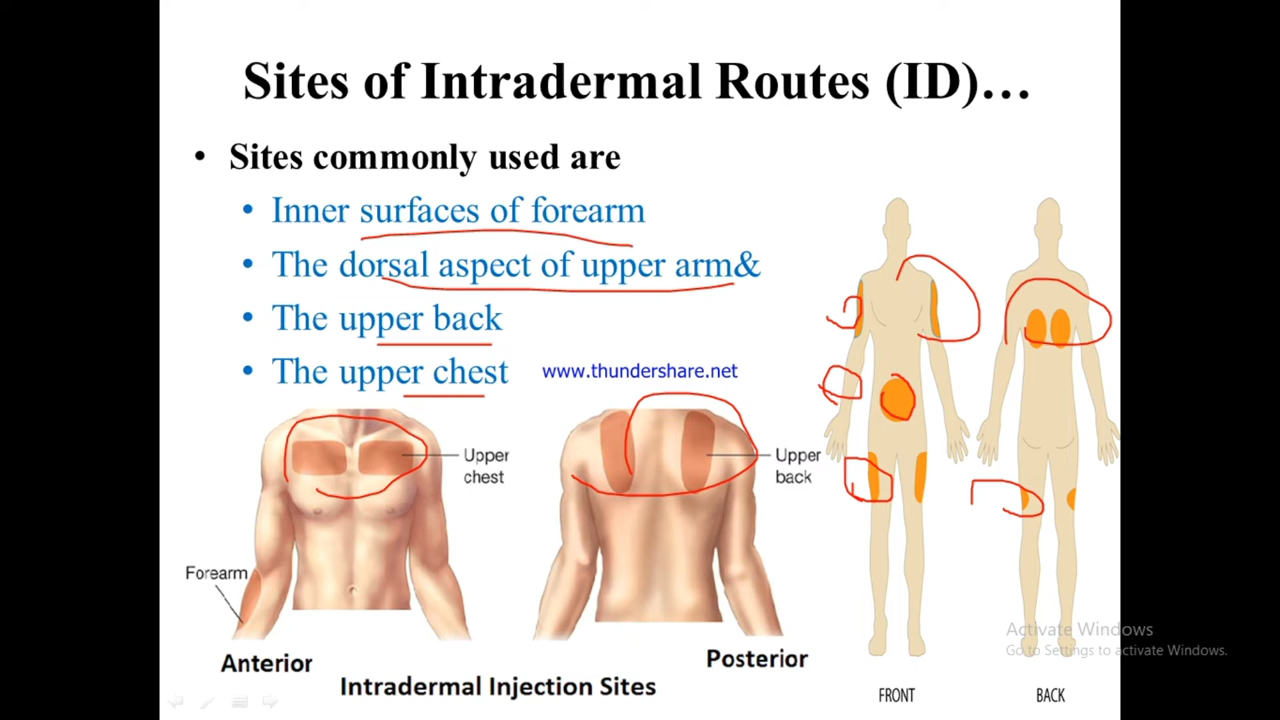 Sites of Intradermal Routes (ID)…
• Sites commonly used are
• Inner surfaces of forearm
• The dorsal aspect of upper arm&
• The upper back
• The upper chest
www.thundershare.net
Upper
chest
Upper
back
Forearm
Anterior
Posterior
Intradermal Injection Sites
FRONT
BACK
Activate Windows
Go to Settings to activate Windows.